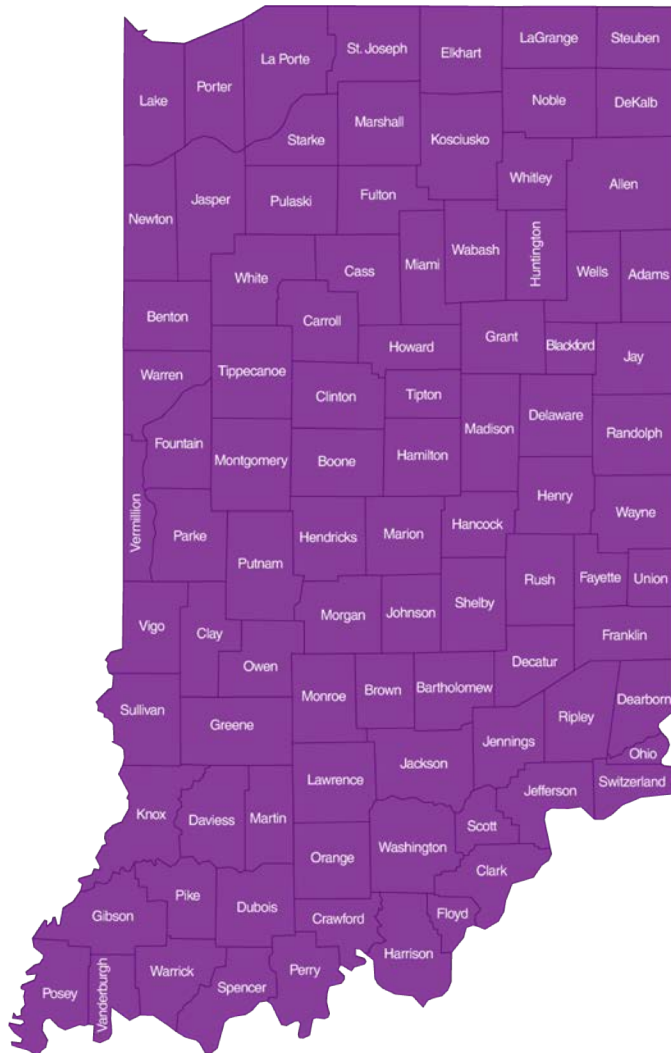 St. Joseph
LaGrange
Steuben
La Porte
Elkhart
Porter
Lake
Noble
DeKalb
Marshall
Starke
Kosciusko
Whitley
Allen
Jasper
Pulaski
Fulton
Newton
Huntington
Miami
Wabash
White
Cass
Wells
Adams
Benton
Carroll
Howard
Grant
Blackford
Jay
Warren
Tippecanoe
Clinton
Tipton
Delaware
Madison
Randolph
Fountain
Montgomery
Boone
Hamilton
Vermillion
Henry
Wayne
Parke
Hendricks
Marion
Hancock
Putnam
Rush
Fayette
Union
Vigo
Clay
Morgan
Johnson
Shelby
Franklin
Owen
Decatur
Monroe
Brown
Bartholomew
Dearborn
Sullivan
Greene
Ripley
Jennings
Ohio
Jackson
Lawrence
Switzerland
Jefferson
Knox
Daviess
Martin
Scott
Washington
Orange
Clark
Pike
Dubois
Gibson
Crawford
Floyd
Harrison
Posey
Vanderburgh
Warrick
Spencer
Perry